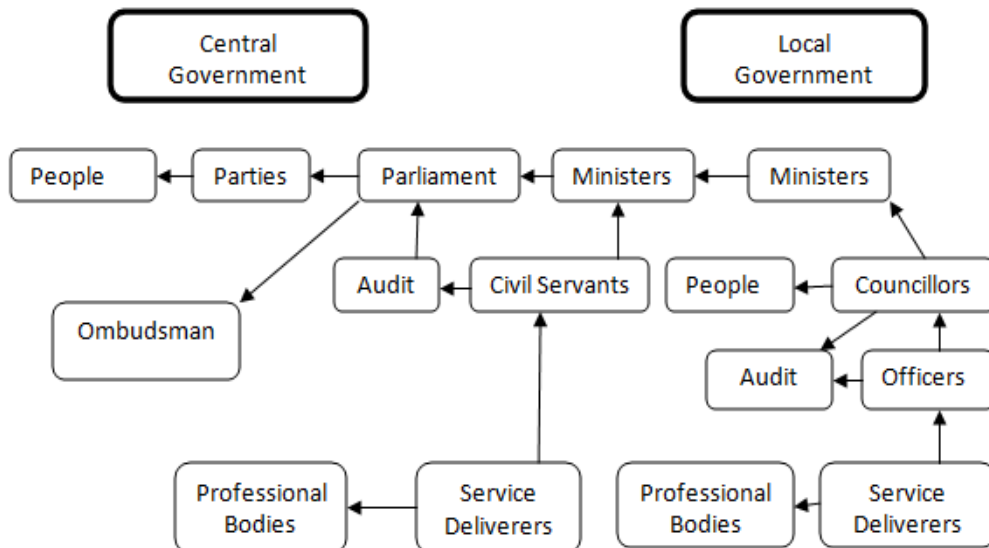 Central
Government
Local
Government
People
Parties
Parliament
Ministers
Ministers
Audit
Civil Servants
People
Councillors
Ombudsman
Audit
Officers
Professional
Bodies
Service
Deliverers
Professional
Bodies
Service
Deliverers